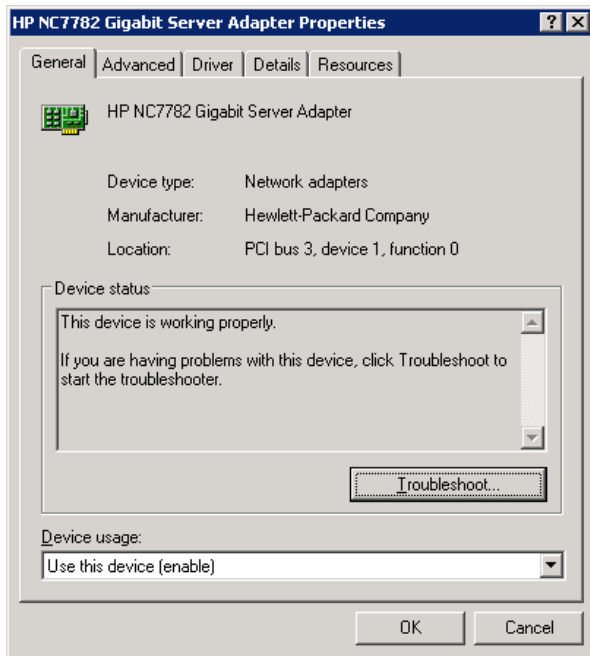 HP NC7782 Gigabit Server Adapter Properties
General Advanced Driver Details Resources
HP NC7782 Gigabit Server Adapter
Device type: Network adapters
Manufacturer: Hewlett-Packard Company
Location: PCI bus 3, device 1, function 0
Device status
This device is working properly.
If you are having problems with this device, click Troubleshoot to
start the troubleshooter.
Troubleshoot...
Device usage:
Use this device (enable)
OK Cancel